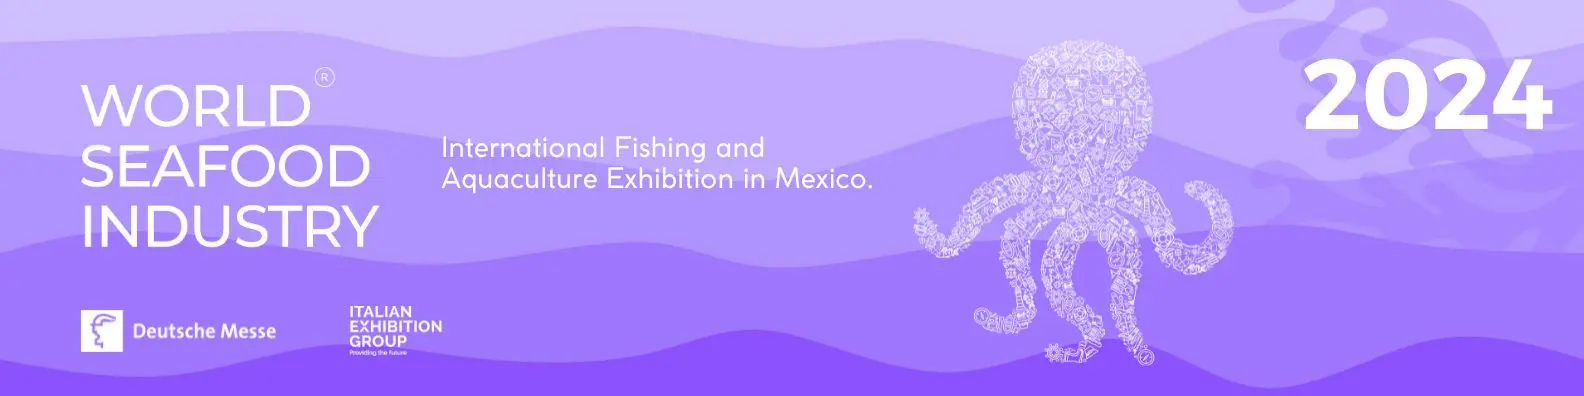 WORLD
SEAFOOD
INDUSTRY
®
International Fishing and
Aquaculture Exhibition in Mexico.
2024
Deutsche Messe
ITALIAN
EXHIBITION
GROUP
Providing the Future